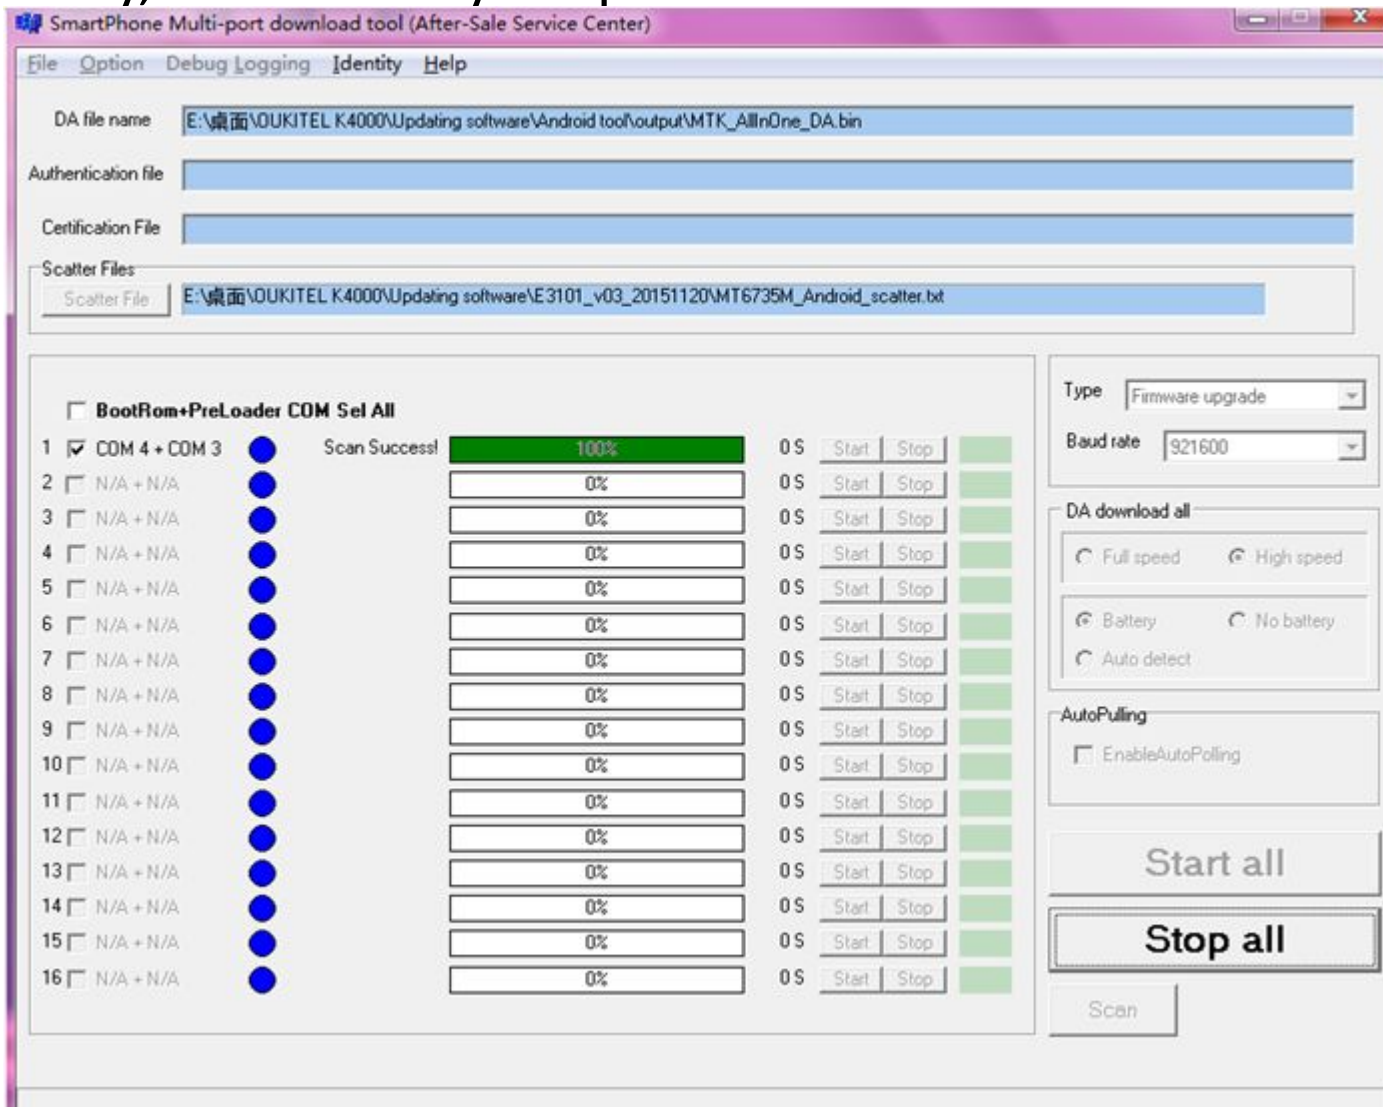 SmartPhone Multi-port download tool (After-Sale Service Center)
File Option Debug Logging Identity Help
DA file name E:\桌面\OUKITEL K4000\Updating software\Android tool\output\MTK_AllInOne_DA.bin
Authentication file
Certification File
Scatter Files
Scatter File E:\桌面\OUKITEL K4000\Updating software\E3101_v03_20151120\MT6735M_Android_scatter.txt
BootRom+PreLoader COM Sel All
1 COM 4 + COM 3 Scan Success! 100% 0 S Start Stop
2 N/A + N/A 0% 0 S Start Stop
3 N/A + N/A 0% 0 S Start Stop
4 N/A + N/A 0% 0 S Start Stop
5 N/A + N/A 0% 0 S Start Stop
6 N/A + N/A 0% 0 S Start Stop
7 N/A + N/A 0% 0 S Start Stop
8 N/A + N/A 0% 0 S Start Stop
9 N/A + N/A 0% 0 S Start Stop
10 N/A + N/A 0% 0 S Start Stop
11 N/A + N/A 0% 0 S Start Stop
12 N/A + N/A 0% 0 S Start Stop
13 N/A + N/A 0% 0 S Start Stop
14 N/A + N/A 0% 0 S Start Stop
15 N/A + N/A 0% 0 S Start Stop
16 N/A + N/A 0% 0 S Start Stop
Type Firmware upgrade
Baud rate 921600
DA download all
Full speed High speed
Battery No battery
Auto detect
AutoPulling
EnableAutoPolling
Start all
Stop all
Scan